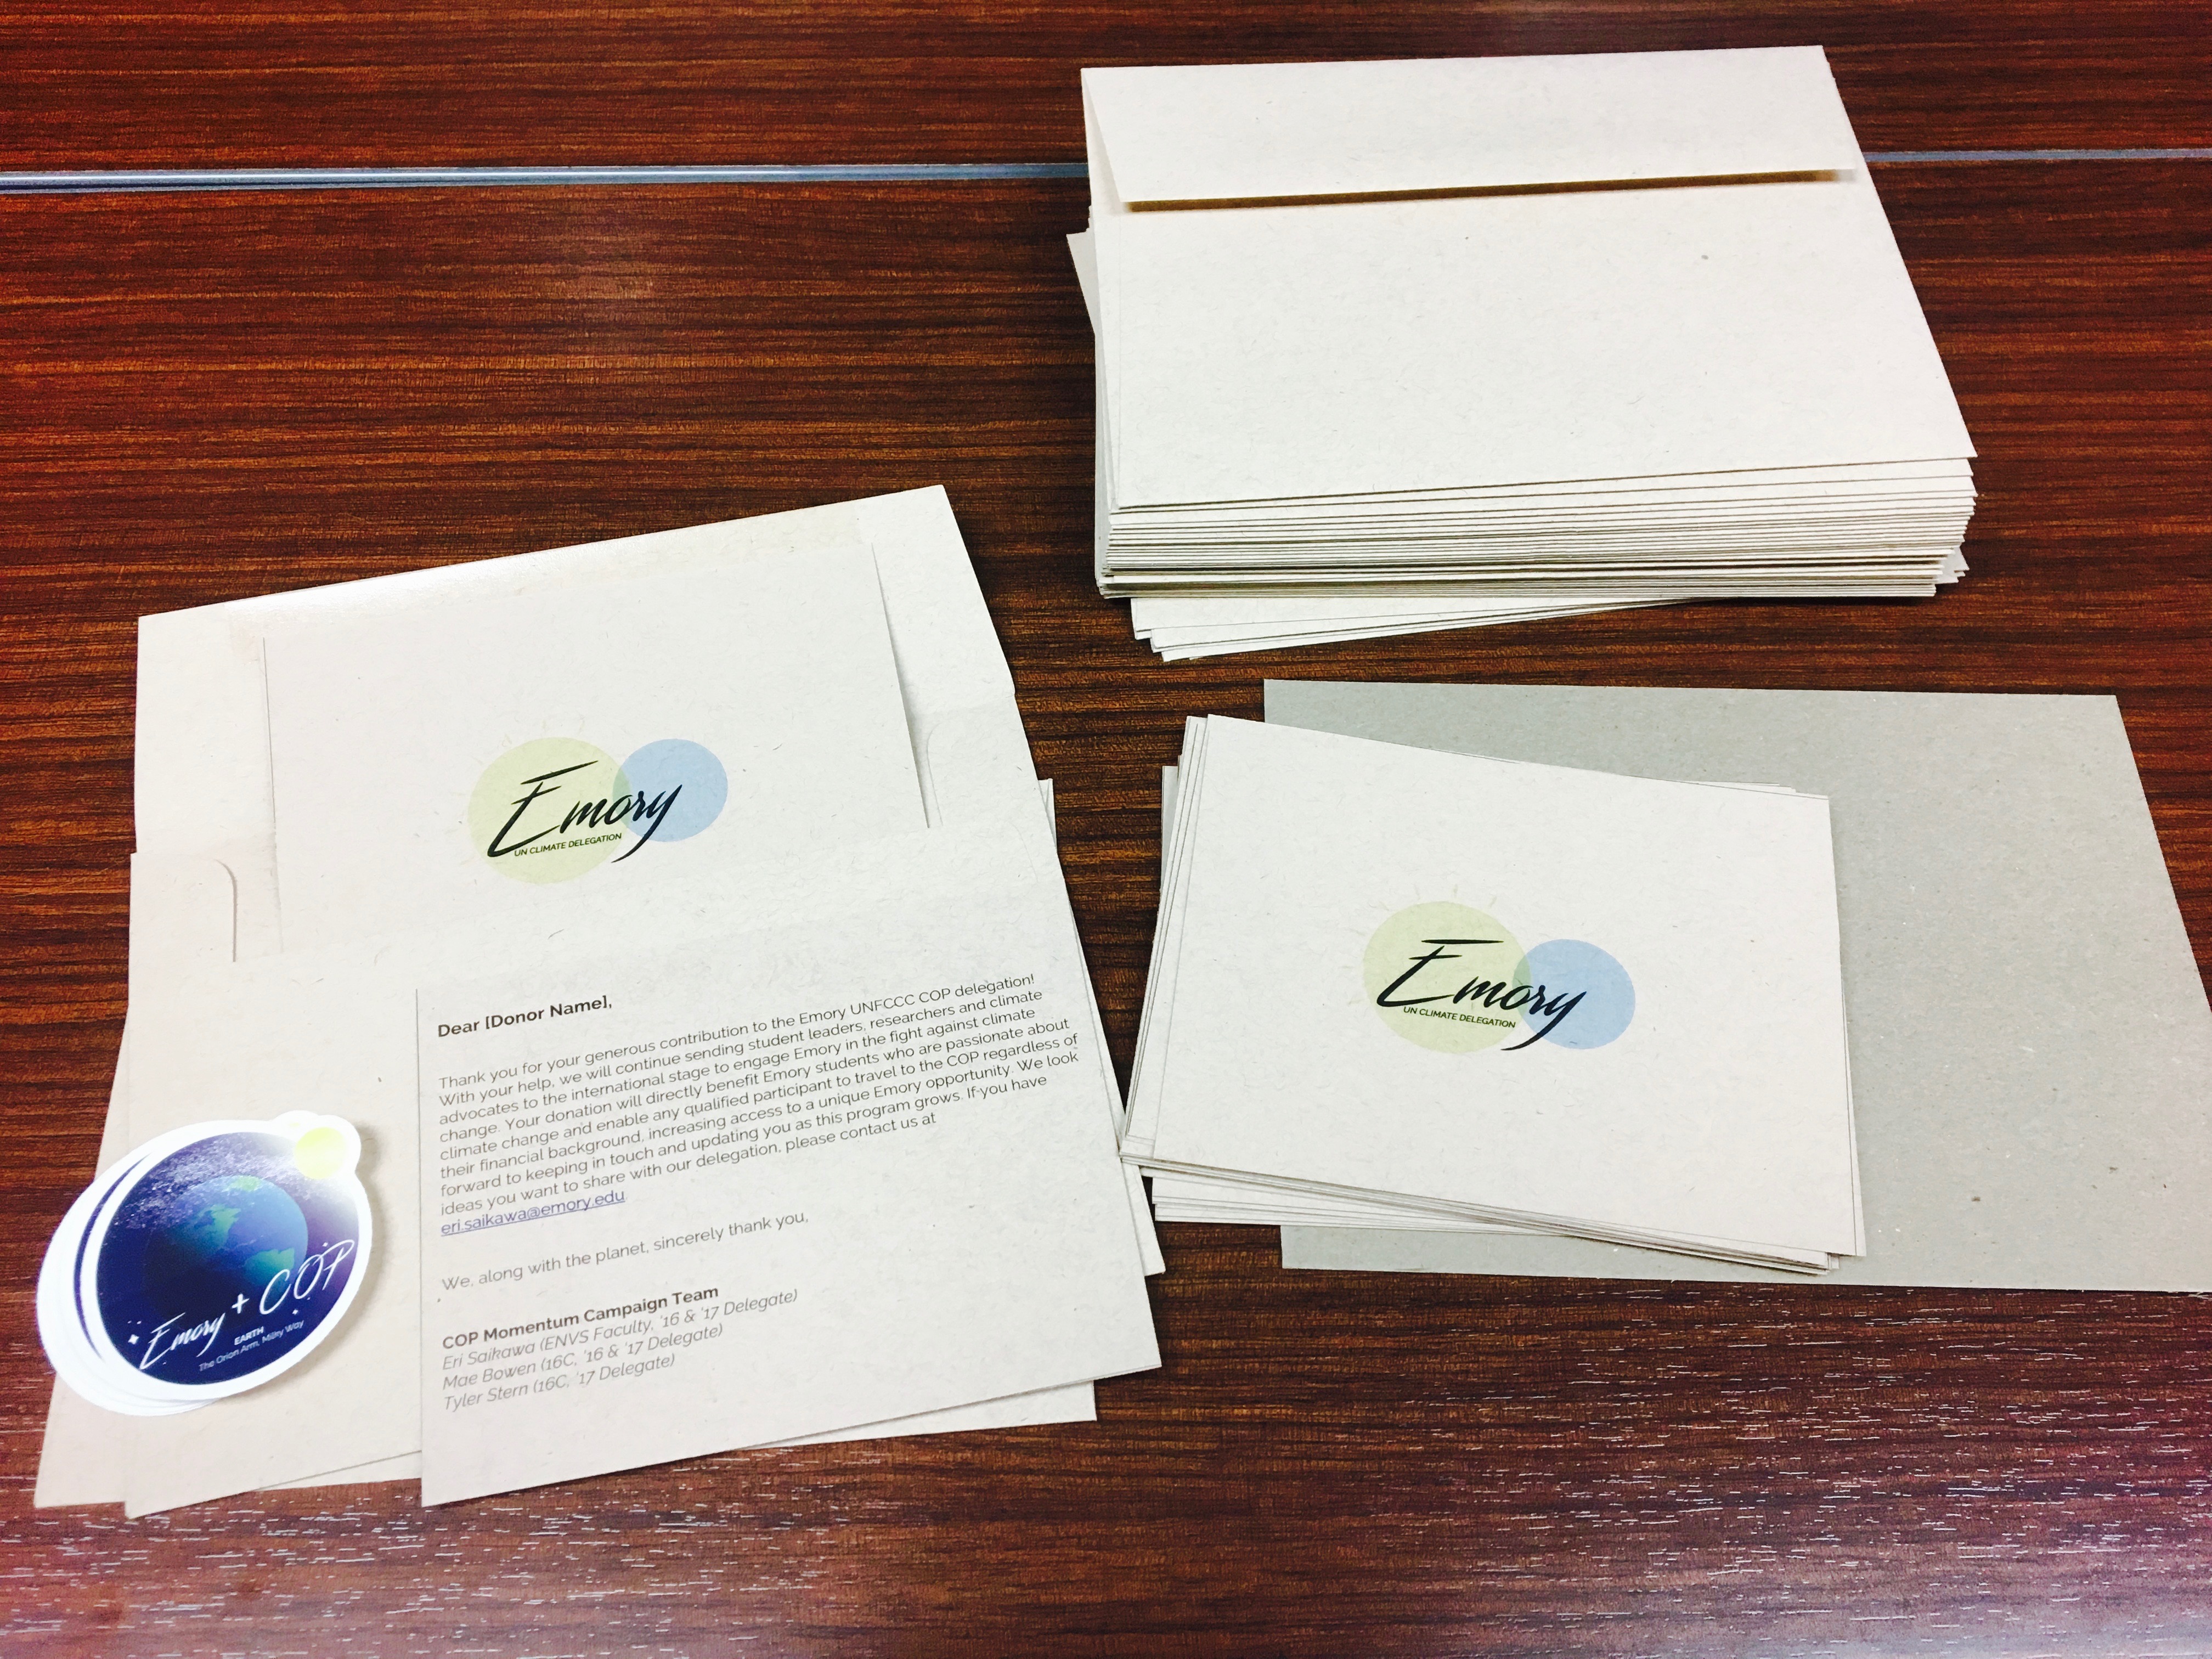 Emory
UN CLIMATE DELEGATION
Dear [Donor Name],
Thank you for your generous contribution to the Emory UNFCCC COP delegation!
With your help, we will continue sending student leaders, researchers and climate
advocates to the international stage to engage Emory in the fight against climate
change. Your donation will directly benefit Emory students who are passionate about
climate change and enable any qualified participant to travel to the COP regardless of
their financial background, increasing access to a unique Emory opportunity. We look
forward to keeping in touch and updating you as this program grows. If you have
ideas you want to share with our delegation, please contact us at
eri.saikawa@emory.edu
We, along with the planet, sincerely thank you,
COP Momentum Campaign Team
Eri Saikawa (ENVS Faculty, '16 & '17 Delegate)
Mae Bowen (16C, '16 & '17 Delegate)
Tyler Stern (16C, '17 Delegate)
Emory + COP
EARTH
The Orion Arm, Milky Way
Emory
UN CLIMATE DELEGATION